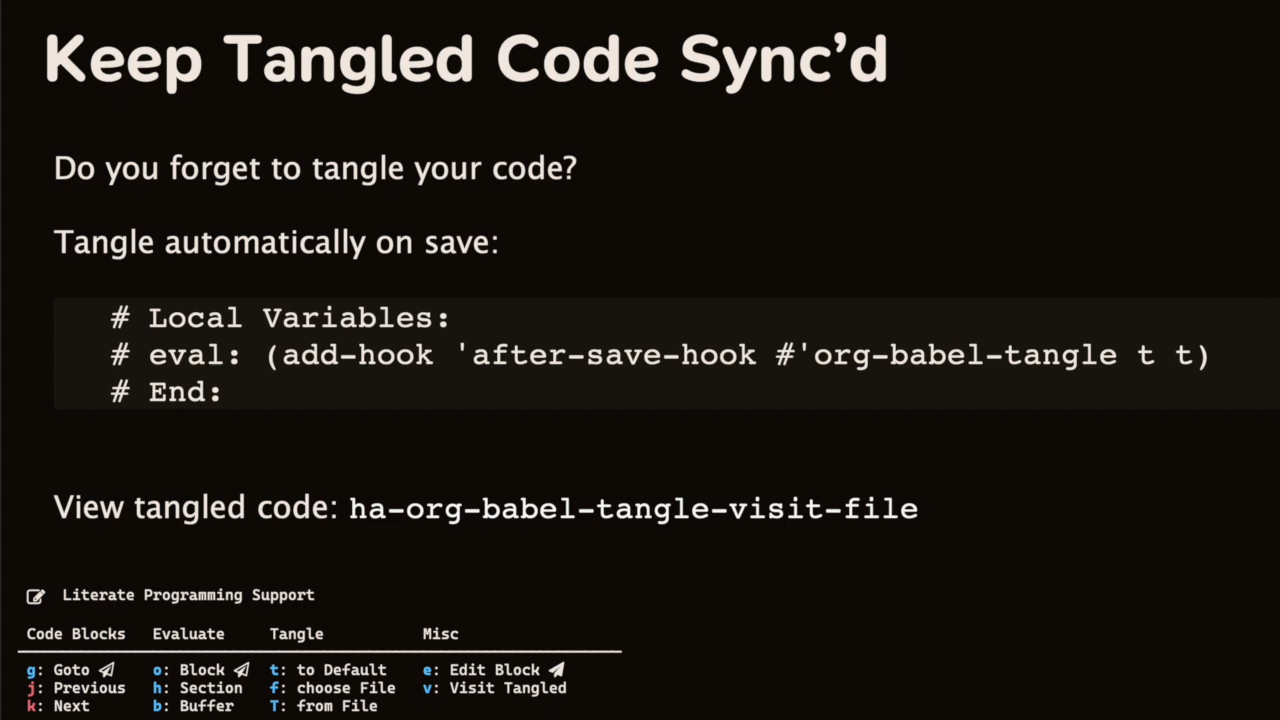 Keep Tangled Code Sync’d
Do you forget to tangle your code?
Tangle automatically on save:
# Local Variables:
# eval: (add-hook 'after-save-hook #'org-babel-tangle t t)
# End:
View tangled code: ha-org-babel-tangle-visit-file
Literate Programming Support
Code Blocks Evaluate Tangle Misc
g: Goto o: Block t: to Default e: Edit Block
j: Previous h: Section f: choose File v: Visit Tangled
k: Next b: Buffer T: from File